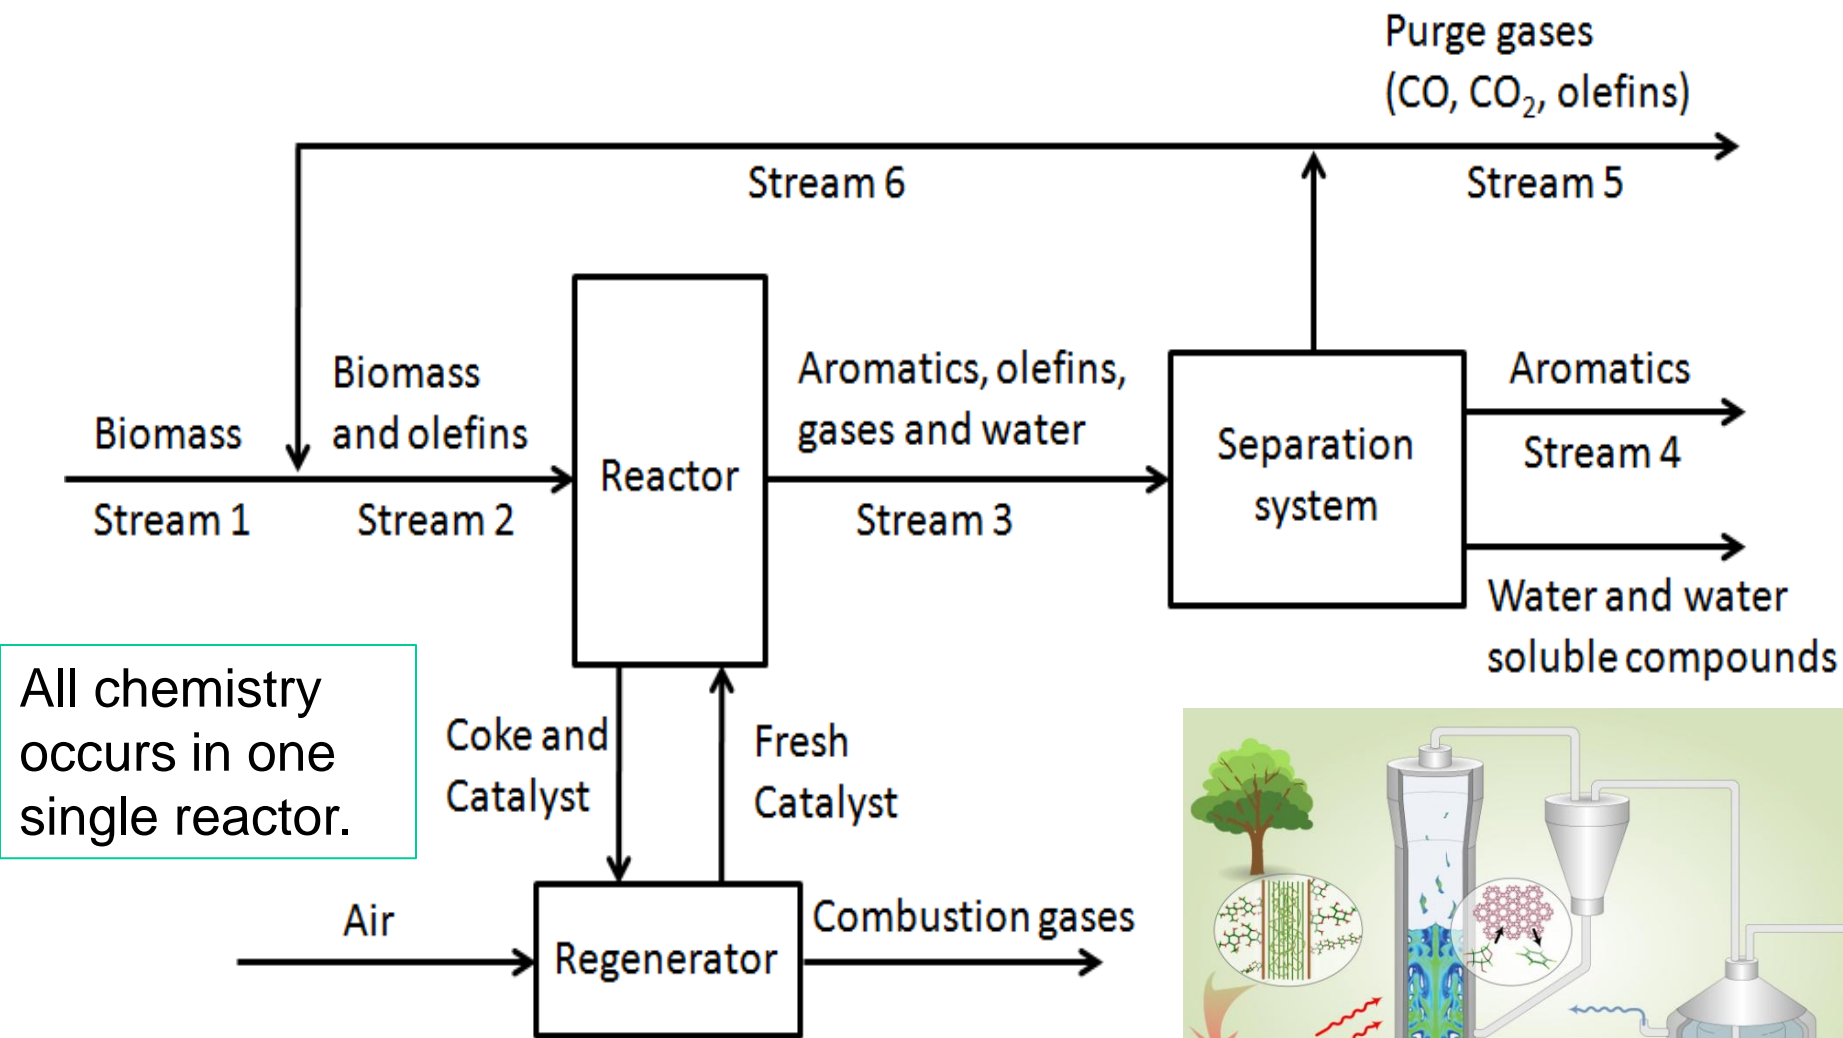 Purge gases
(CO, CO₂, olefins)
Stream 6
Stream 5
Biomass
and olefins
Aromatics, olefins,
gases and water
Aromatics
Biomass
Reactor
Separation
system
Stream 4
Stream 1
Stream 2
Stream 3
Water and water
soluble compounds
All chemistry
occurs in one
single reactor.
Coke and
Catalyst
Fresh
Catalyst
Air
Regenerator
Combustion gases